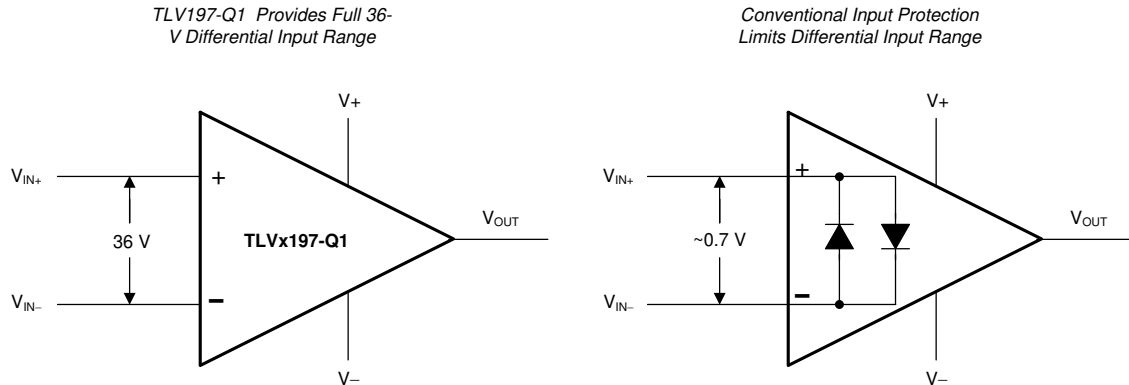 TLV197-Q1 Provides Full 36-
V Differential Input Range
V+
VIN+
+
36 V
TLVx197-Q1
VOUT
VIN–
–
V–
Conventional Input Protection
Limits Differential Input Range
V+
VIN+
+
~0.7 V
VOUT
VIN–
–
V–